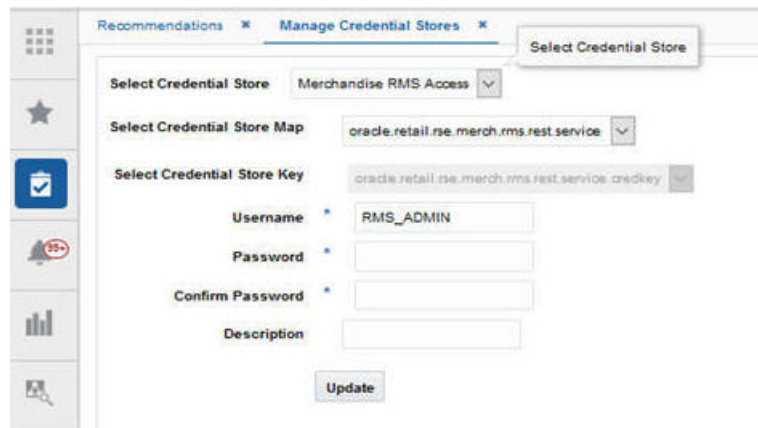 Recommendations × Manage Credential Stores ×
Select Credential Store
Select Credential Store Merchandise RMS Access
Select Credential Store Map oracle.retail.rse.merch.rms.rest.service
Select Credential Store Key oracle.retail.rse.merch.rms.rest.service.credkey
Username * RMS_ADMIN
99+
Password *
Confirm Password *
Description
Update